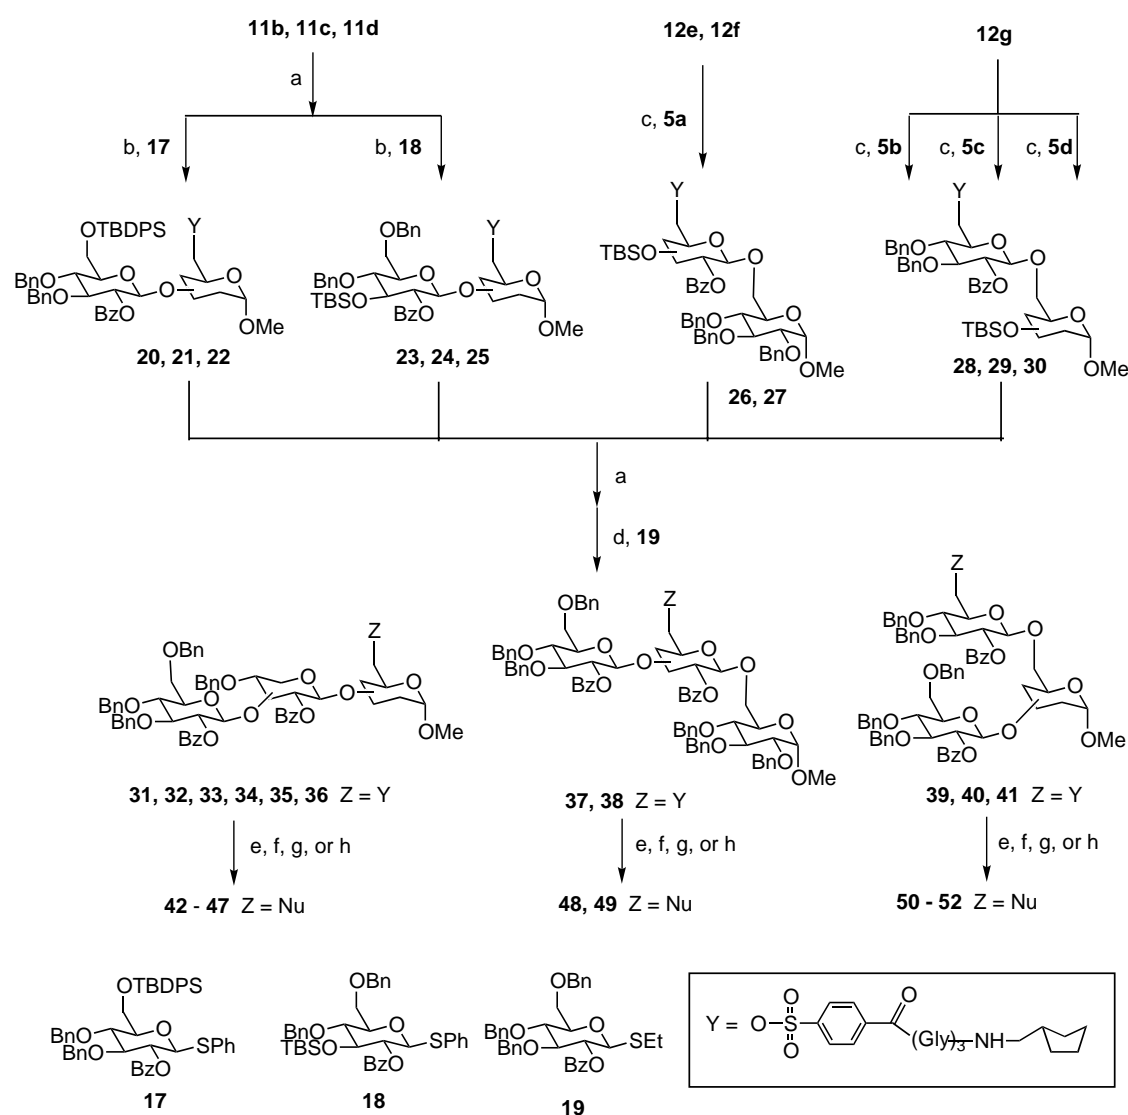 11b, 11c, 11d
12e, 12f
12g
a
b, 17
b, 18
c, 5a
c, 5b
c, 5c
c, 5d
OTBDPS
Y
O
BnO
BnO
BzO
O
O
OMe
20, 21, 22
OBn
Y
O
BnO
TBSO
BzO
O
O
OMe
23, 24, 25
Y
O
TBSO
BzO
O
O
BnO
BnO
BnO
OMe
26, 27
Y
O
BnO
BnO
BzO
O
O
TBSO
OMe
28, 29, 30
a
d, 19
OBn
BnO
BnO
O
BzO
O
BnO
O
BzO
O
Z
O
OMe
31, 32, 33, 34, 35, 36 Z = Y
e, f, g, or h
42 - 47 Z = Nu
OBn
BnO
BnO
O
BzO
O
Z
O
BzO
O
O
BnO
BnO
BnO
OMe
37, 38 Z = Y
e, f, g, or h
48, 49 Z = Nu
Z
O
BnO
BnO
BzO
O
OBn
O
BnO
BnO
BzO
O
O
OMe
39, 40, 41 Z = Y
e, f, g, or h
50 - 52 Z = Nu
OTBDPS
O
BnO
BnO
SPh
BzO
17
OBn
O
BnO
TBSO
SPh
BzO
18
OBn
O
BnO
BnO
SEt
BzO
19
O
O
Y = O S
O
(Gly)3 NH